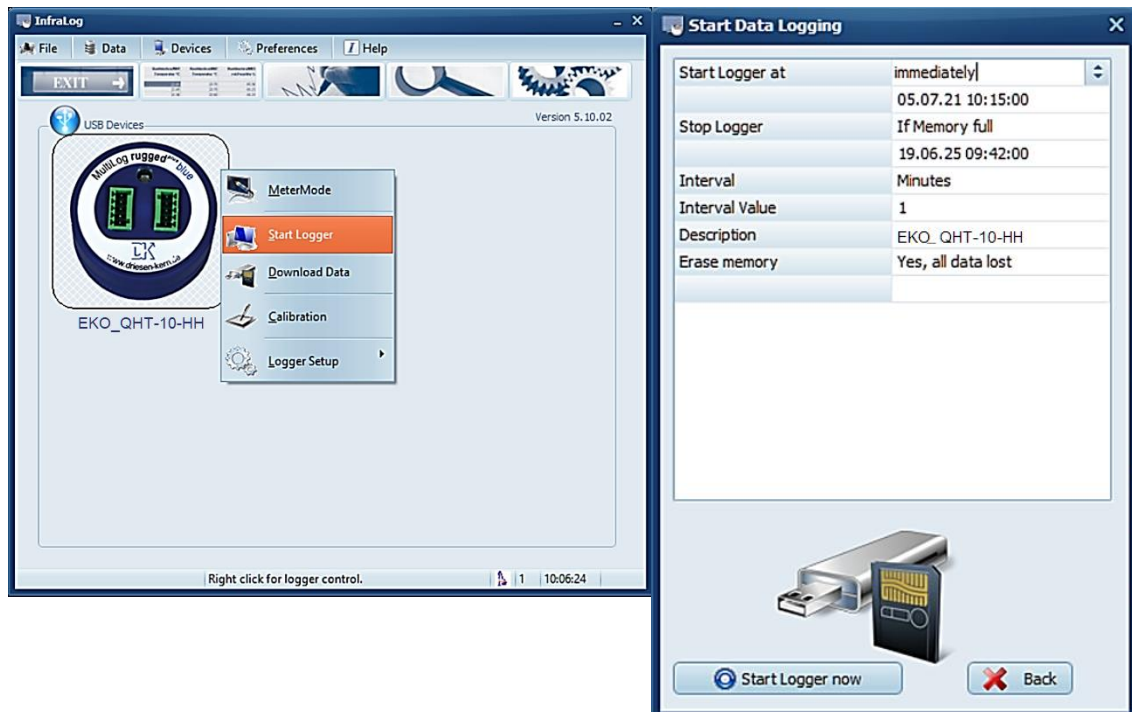 InfraLog
File Data Devices Preferences Help
EXIT
USB Devices
Version 5.10.02
MultiLog rugged blue
www.driesen-kern.de
EKO_QHT-10-HH
MeterMode
Start Logger
Download Data
Calibration
Logger Setup
Right click for logger control. 1 10:06:24
Start Data Logging
Start Logger at immediately
05.07.21 10:15:00
Stop Logger If Memory full
19.06.25 09:42:00
Interval Minutes
Interval Value 1
Description EKO_ QHT-10-HH
Erase memory Yes, all data lost
Start Logger now Back